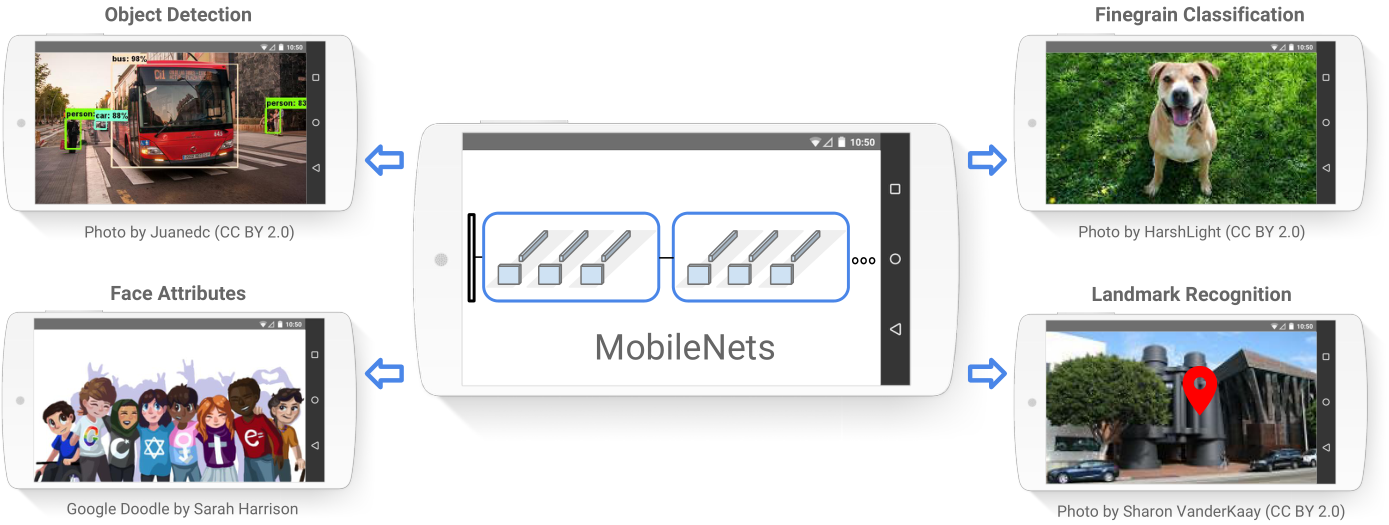 Object Detection
10:50
bus: 98%
person:
car: 88%
person: 83
Photo by Juanedc (CC BY 2.0)
Face Attributes
10:50
G
t
e=
Google Doodle by Sarah Harrison
10:50
MobileNets
Finegrain Classification
10:50
Photo by HarshLight (CC BY 2.0)
Landmark Recognition
10:50
Photo by Sharon VanderKaay (CC BY 2.0)